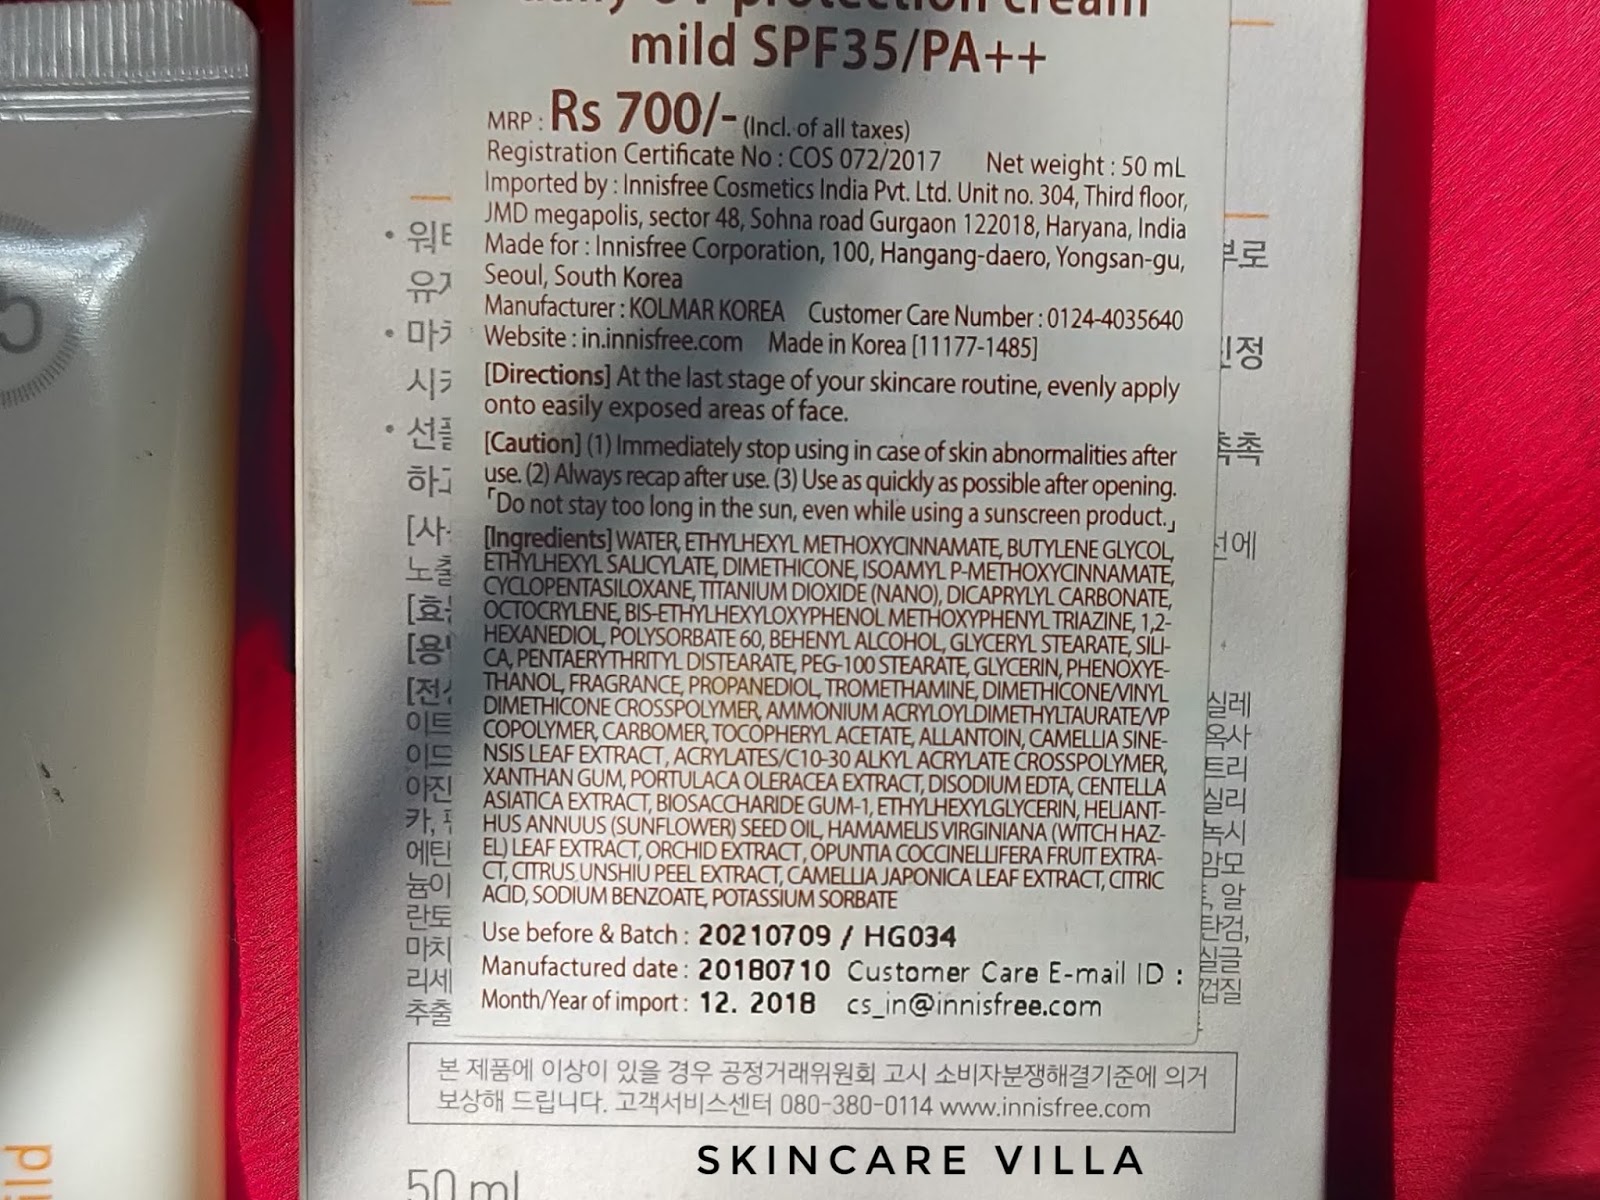 daily UV protection cream
mild SPF35/PA++
MRP : Rs 700/- (Incl. of all taxes)
Registration Certificate No : COS 072/2017 Net weight : 50 mL
Imported by : Innisfree Cosmetics India Pvt. Ltd. Unit no. 304, Third floor,
JMD megapolis, sector 48, Sohna road Gurgaon 122018, Haryana, India
Made for : Innisfree Corporation, 100, Hangang-daero, Yongsan-gu,
Seoul, South Korea
Manufacturer : KOLMAR KOREA Customer Care Number : 0124-4035640
Website : in.innisfree.com Made in Korea [11177-1485]
[Directions] At the last stage of your skincare routine, evenly apply
onto easily exposed areas of face.
[Caution] (1) Immediately stop using in case of skin abnormalities after
use. (2) Always recap after use. (3) Use as quickly as possible after opening.
「Do not stay too long in the sun, even while using a sunscreen product.」
[Ingredients] WATER, ETHYLHEXYL METHOXYCINNAMATE, BUTYLENE GLYCOL,
ETHYLHEXYL SALICYLATE, DIMETHICONE, ISOAMYL P-METHOXYCINNAMATE,
CYCLOPENTASILOXANE, TITANIUM DIOXIDE (NANO), DICAPRYLYL CARBONATE,
OCTOCRYLENE, BIS-ETHYLHEXYLOXYPHENOL METHOXYPHENYL TRIAZINE, 1,2-
HEXANEDIOL, POLYSORBATE 60, BEHENYL ALCOHOL, GLYCERYL STEARATE, SILI-
CA, PENTAERYTHRITYL DISTEARATE, PEG-100 STEARATE, GLYCERIN, PHENOXYE-
THANOL, FRAGRANCE, PROPANEDIOL, TROMETHAMINE, DIMETHICONE/VINYL
DIMETHICONE CROSSPOLYMER, AMMONIUM ACRYLOYLDIMETHYLTAURATE/VP
COPOLYMER, CARBOMER, TOCOPHERYL ACETATE, ALLANTOIN, CAMELLIA SINE-
NSIS LEAF EXTRACT, ACRYLATES/C10-30 ALKYL ACRYLATE CROSSPOLYMER,
XANTHAN GUM, PORTULACA OLERACEA EXTRACT, DISODIUM EDTA, CENTELLA
ASIATICA EXTRACT, BIOSACCHARIDE GUM-1, ETHYLHEXYLGLYCERIN, HELIANT-
HUS ANNUUS (SUNFLOWER) SEED OIL, HAMAMELIS VIRGINIANA (WITCH HAZ-
EL) LEAF EXTRACT, ORCHID EXTRACT, OPUNTIA COCCINELLIFERA FRUIT EXTRA-
CT, CITRUS UNSHIU PEEL EXTRACT, CAMELLIA JAPONICA LEAF EXTRACT, CITRIC
ACID, SODIUM BENZOATE, POTASSIUM SORBATE
Use before & Batch : 20210709 / HG034
Manufactured date : 20180710 Customer Care E-mail ID :
Month/Year of import : 12. 2018 cs_in@innisfree.com
본 제품에 이상이 있을 경우 공정거래위원회 고시 소비자분쟁해결기준에 의거
보상해 드립니다. 고객서비스센터 080-380-0114 www.innisfree.com
50 ml
SKINCARE VILLA